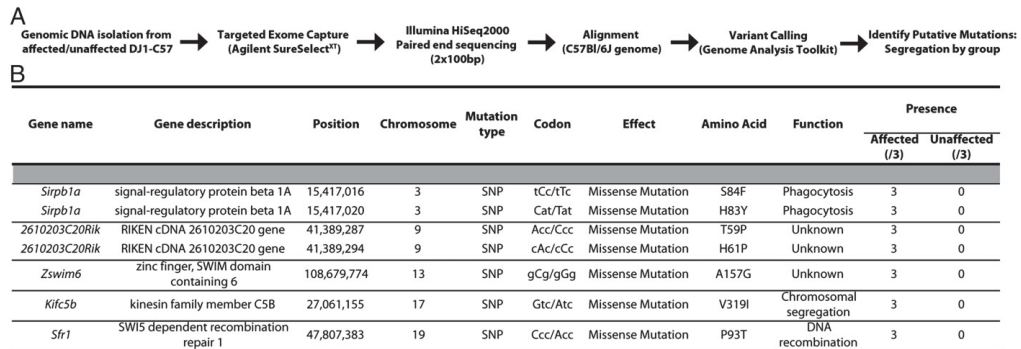 A
Genomic DNA isolation from affected/unaffected DJ1-C57
Targeted Exome Capture (Agilent SureSelectXT)
Illumina HiSeq2000 Paired end sequencing (2x100bp)
Alignment (C57Bl/6J genome)
Variant Calling (Genome Analysis Toolkit)
Identify Putative Mutations: Segregation by group
B
Gene name Gene description Position Chromosome Mutation type Codon Effect Amino Acid Function Presence
Affected (/3) Unaffected (/3)
Sirpb1a signal-regulatory protein beta 1A 15,417,016 3 SNP tCc/tTc Missense Mutation S84F Phagocytosis 3 0
Sirpb1a signal-regulatory protein beta 1A 15,417,020 3 SNP Cat/Tat Missense Mutation H83Y Phagocytosis 3 0
2610203C20Rik RIKEN cDNA 2610203C20 gene 41,389,287 9 SNP Acc/Ccc Missense Mutation T59P Unknown 3 0
2610203C20Rik RIKEN cDNA 2610203C20 gene 41,389,294 9 SNP cAc/cCc Missense Mutation H61P Unknown 3 0
Zswim6 zinc finger, SWIM domain containing 6 108,679,774 13 SNP gCg/gGg Missense Mutation A157G Unknown 3 0
Kifc5b kinesin family member C5B 27,061,155 17 SNP Gtc/Atc Missense Mutation V319I Chromosomal segregation 3 0
Sfr1 SWI5 dependent recombination repair 1 47,807,383 19 SNP Ccc/Acc Missense Mutation P93T DNA recombination 3 0